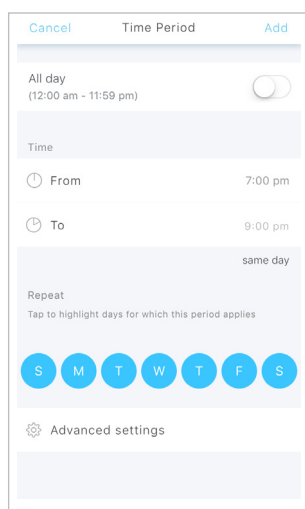 Cancel Time Period Add
All day
(12:00 am - 11:59 pm)
Time
From 7:00 pm
To 9:00 pm
same day
Repeat
Tap to highlight days for which this period applies
S M T W T F S
Advanced settings